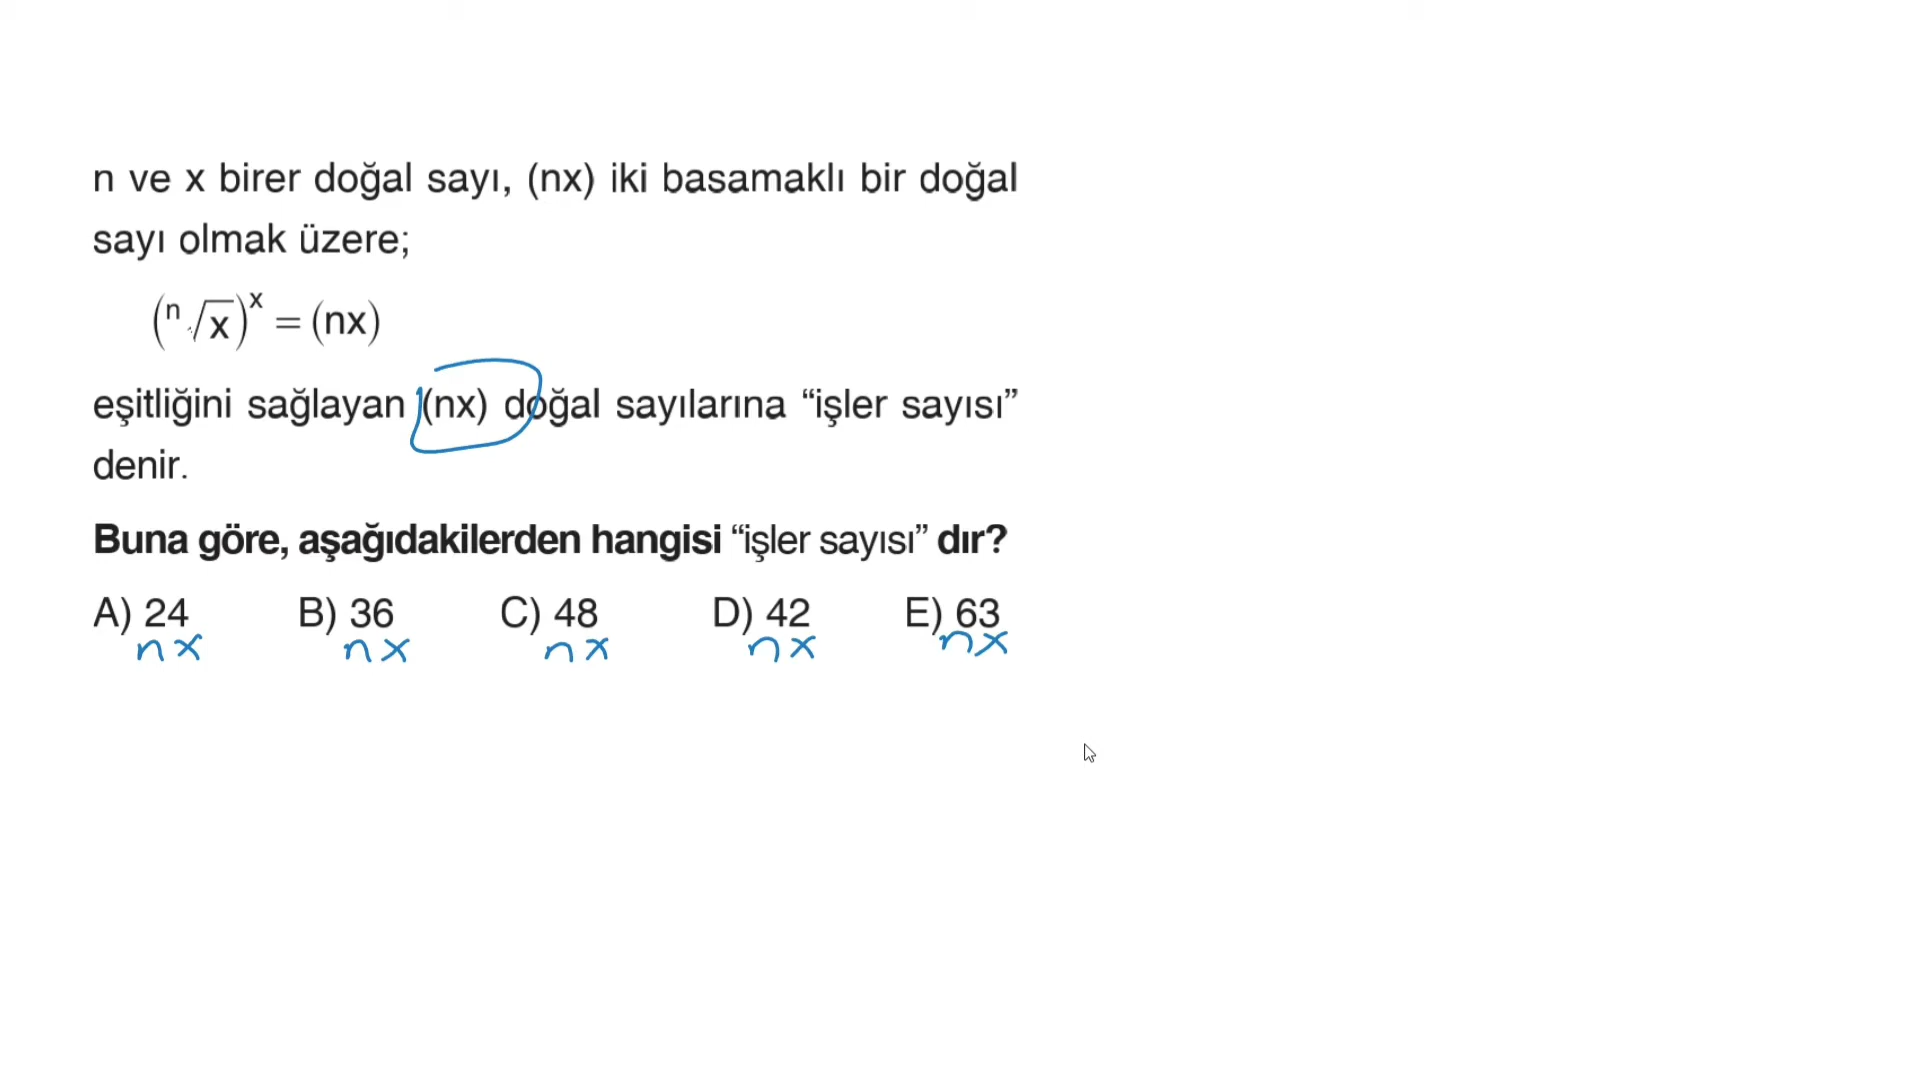 n ve x birer doğal sayı, (nx) iki basamaklı bir doğal
sayı olmak üzere;
(ⁿ√x)ˣ = (nx)
eşitliğini sağlayan (nx) doğal sayılarına “işler sayısı”
denir.
Buna göre, aşağıdakilerden hangisi “işler sayısı” dır?
A) 24 B) 36 C) 48 D) 42 E) 63
nx nx nx nx nx